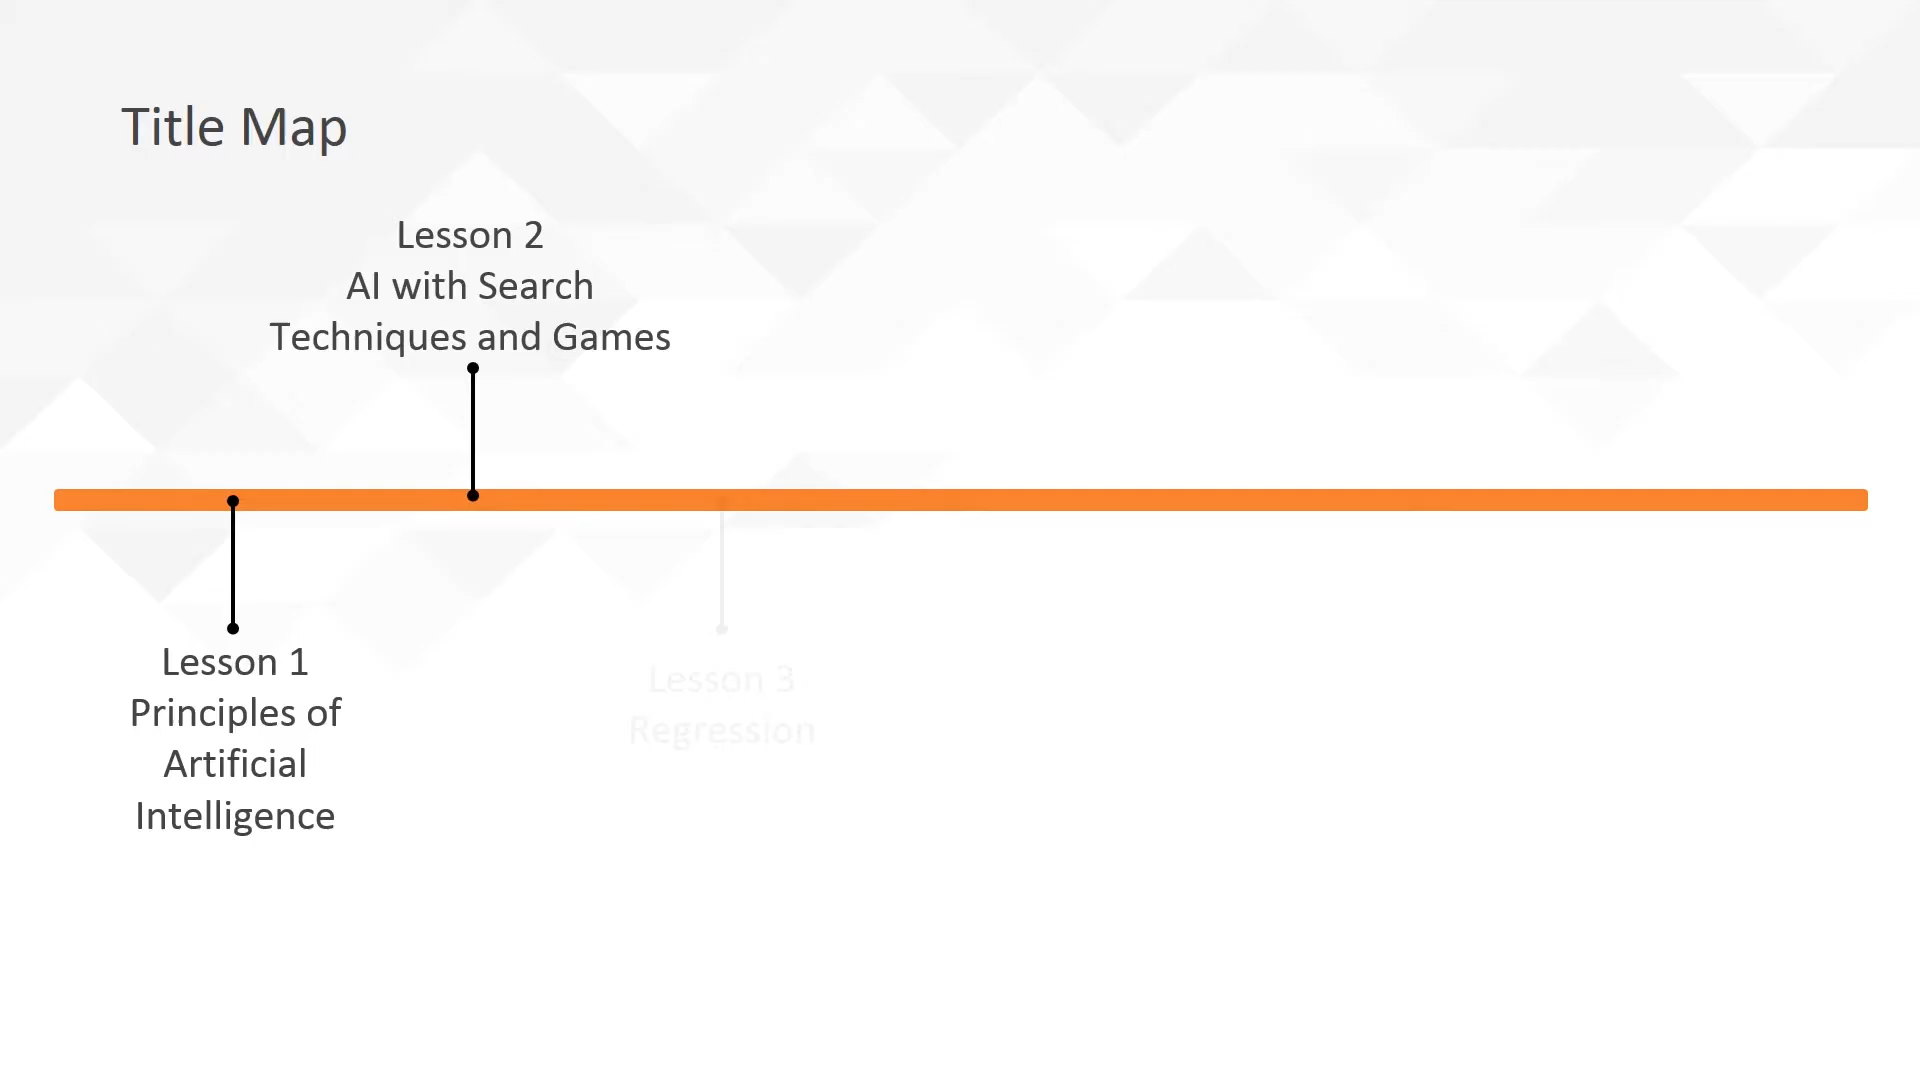 Title Map
Lesson 2
AI with Search
Techniques and Games
Lesson 1
Principles of
Artificial
Intelligence
Lesson 3
Regression